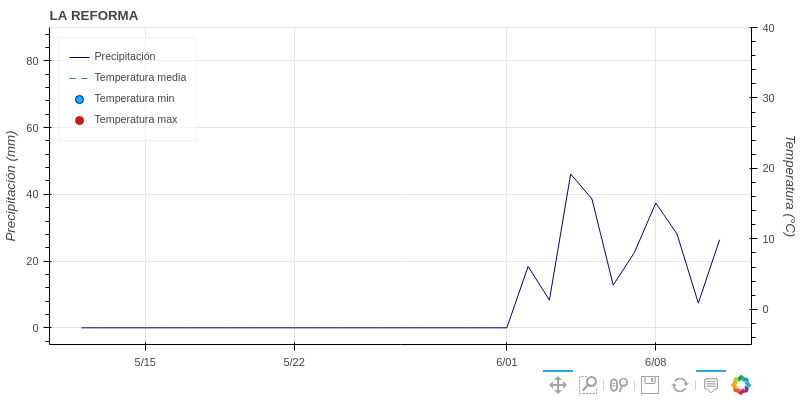 LA REFORMA
Precipitación
Temperatura media
Temperatura min
Temperatura max
Precipitación (mm)
80
60
40
20
0
40
30
20
10
0
Temperatura (°C)
5/15
5/22
6/01
6/08